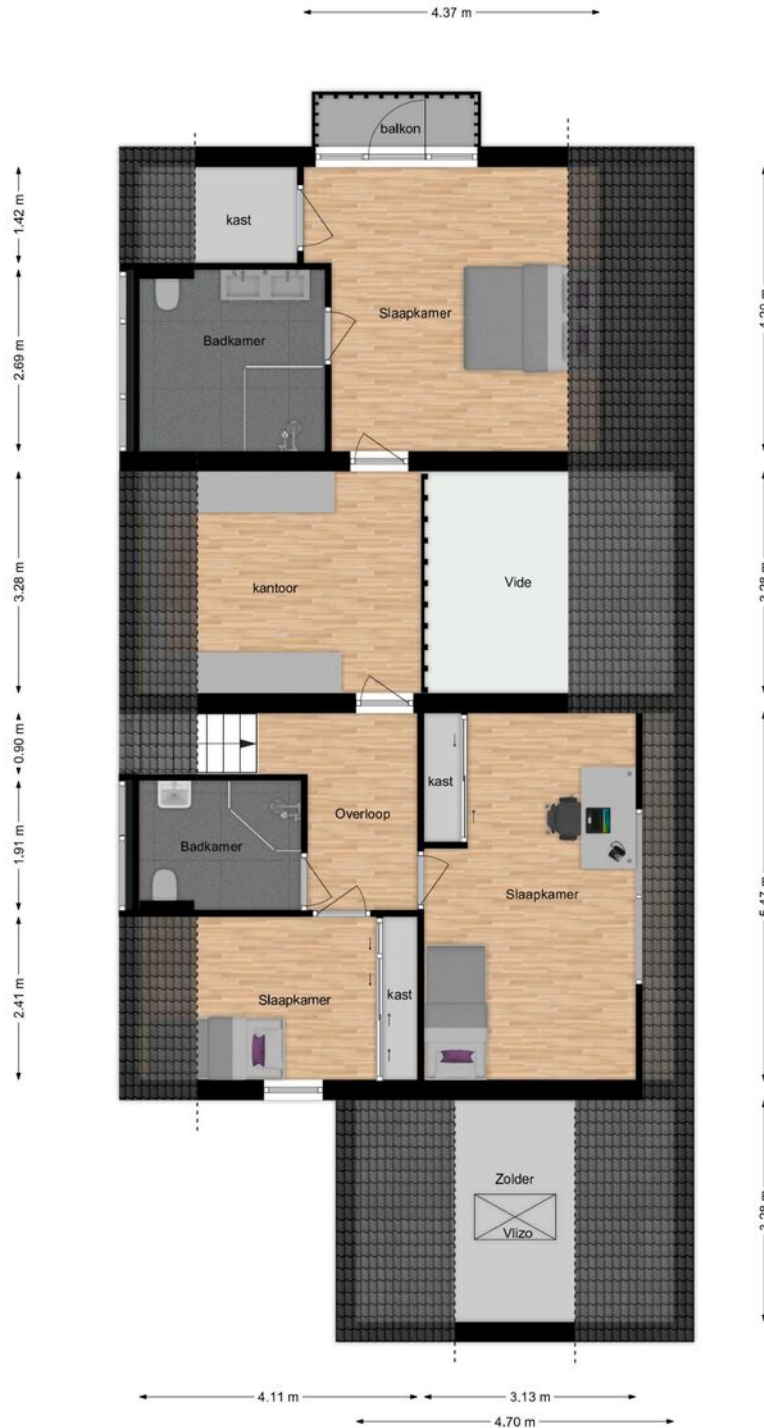 4.37 m
balkon
kast
Slaapkamer
Badkamer
1.42 m
2.69 m
kantoor
Vide
3.28 m
0.90 m
kast
Overloop
Badkamer
1.91 m
Slaapkamer
Slaapkamer
kast
2.41 m
Zolder
Vlizo
4.11 m
3.13 m
4.70 m